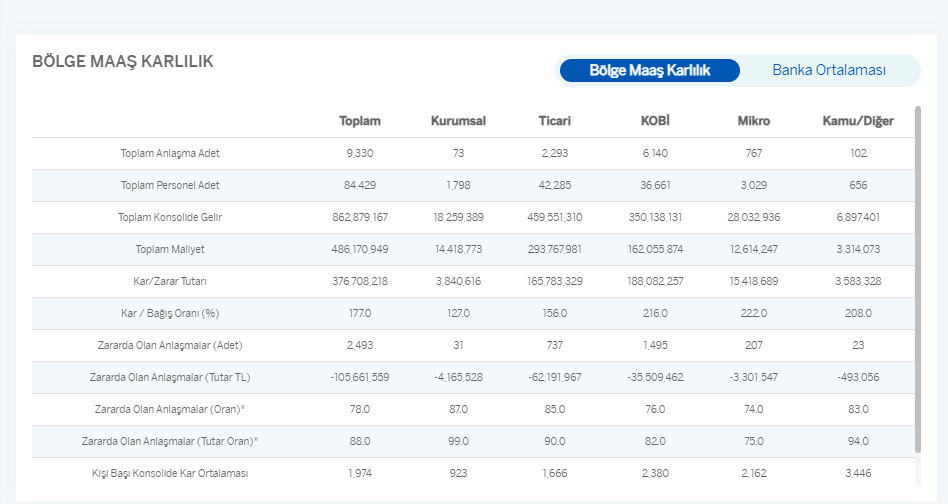 BÖLGE MAAŞ KARLILIK
Bölge Maaş Karlılık Banka Ortalaması
Toplam Kurumsal Ticari KOBİ Mikro Kamu/Diğer
Toplam Anlaşma Adet 9,330 73 2,293 6,140 767 102
Toplam Personel Adet 84,429 1,798 42,285 36,661 3,029 656
Toplam Konsolide Gelir 862,879,167 18,259,389 459,551,310 350,138,131 28,032,936 6,897,401
Toplam Maliyet 486,170,949 14,418,773 293,767,981 162,055,874 12,614,247 3,314,073
Kar/Zarar Tutarı 376,708,218 3,840,616 165,783,329 188,082,257 15,418,689 3,583,328
Kar / Bağış Oranı (%) 177.0 127.0 156.0 216.0 222.0 208.0
Zararda Olan Anlaşmalar (Adet) 2,493 31 737 1,495 207 23
Zararda Olan Anlaşmalar (Tutar TL) -105,661,559 -4,165,528 -62,191,967 -35,509,462 -3,301,547 -493,056
Zararda Olan Anlaşmalar (Oran)* 78.0 87.0 85.0 76.0 74.0 83.0
Zararda Olan Anlaşmalar (Tutar Oran)* 88.0 99.0 90.0 82.0 75.0 94.0
Kişi Başı Konsolide Kar Ortalaması 1,974 923 1,666 2,380 2,162 3,446